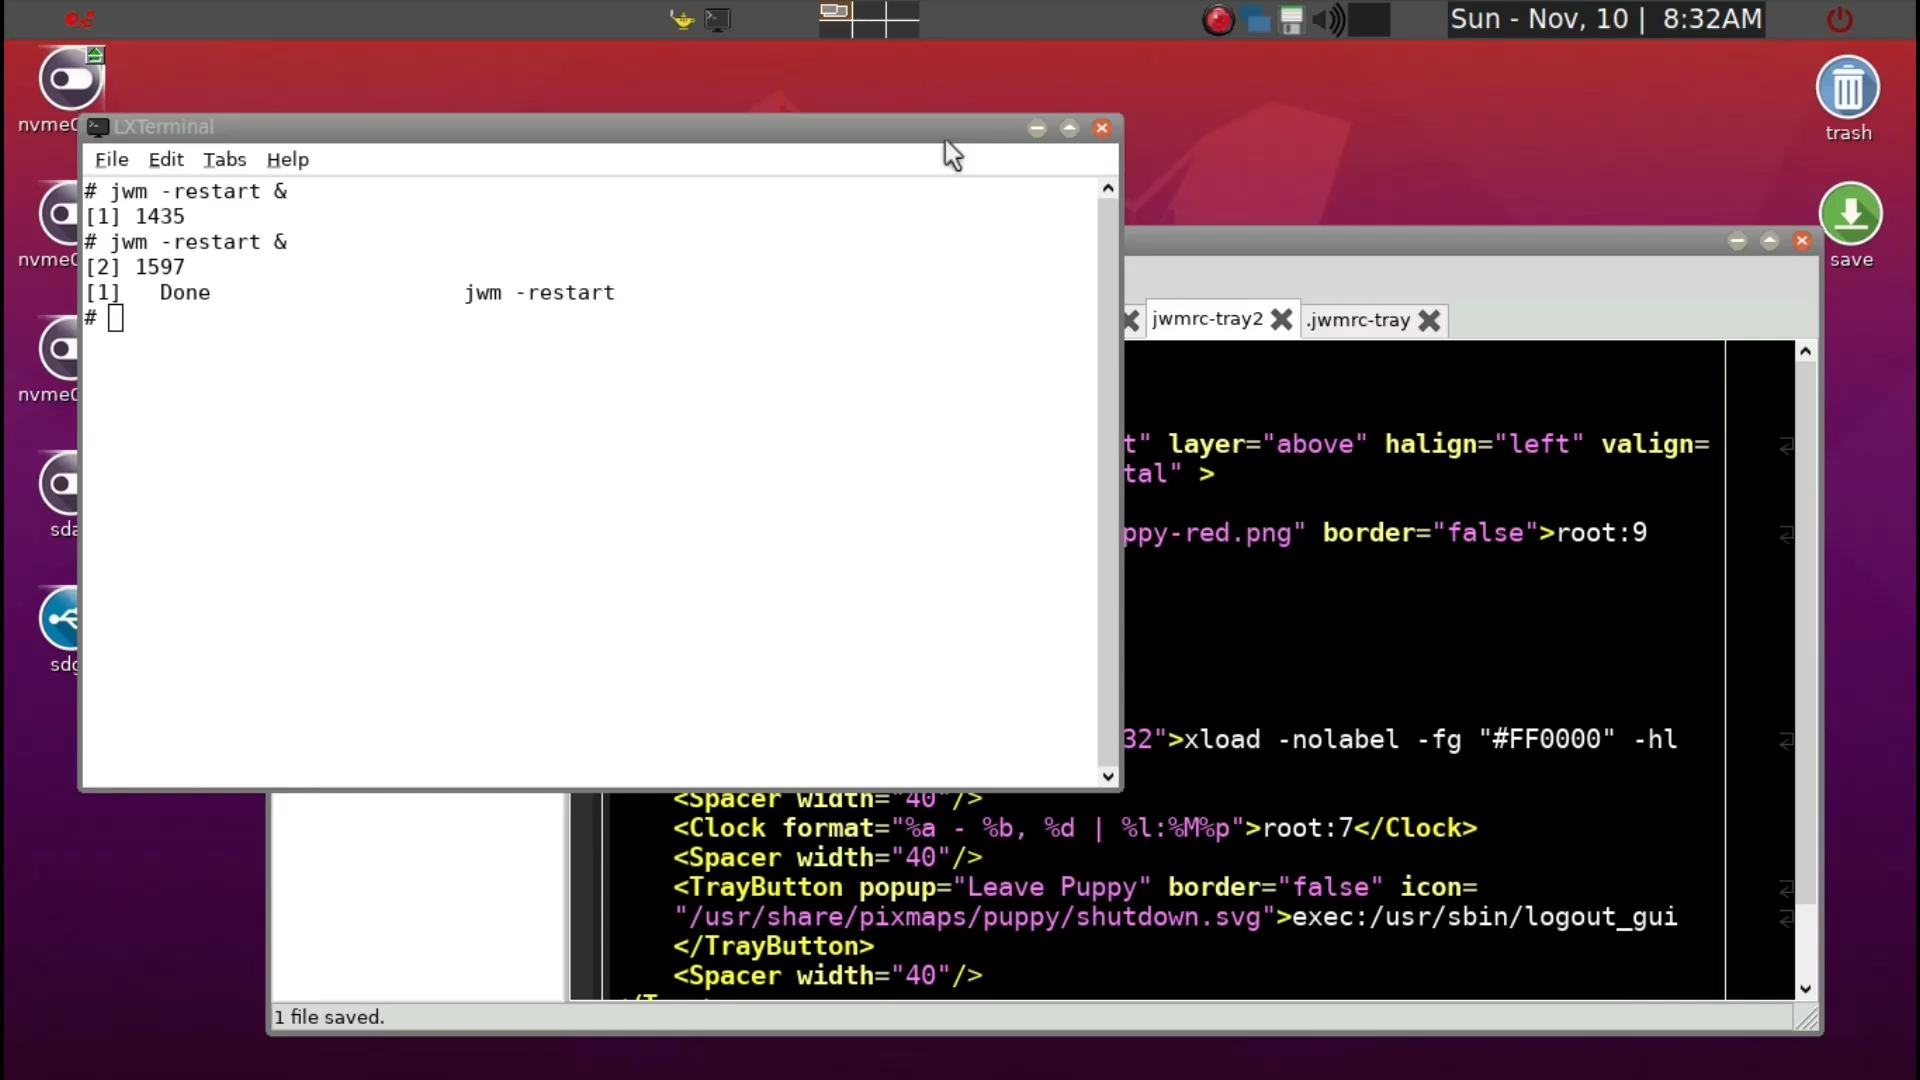 Sun - Nov, 10 | 8:32AM
nvme0
nvme0
nvme0
sda
sdg
trash
save
LXTerminal
File Edit Tabs Help
# jwm -restart &
[1] 1435
# jwm -restart &
[2] 1597
[1]   Done                    jwm -restart
#
jwmrc-tray2
.jwmrc-tray
t" layer="above" halign="left" valign=
tal" >
ppy-red.png" border="false">root:9
32">xload -nolabel -fg "#FF0000" -hl
<Spacer width="40"/>
<Clock format="%a - %b, %d | %l:%M%p">root:7</Clock>
<Spacer width="40"/>
<TrayButton popup="Leave Puppy" border="false" icon=
"/usr/share/pixmaps/puppy/shutdown.svg">exec:/usr/sbin/logout_gui
</TrayButton>
<Spacer width="40"/>
1 file saved.